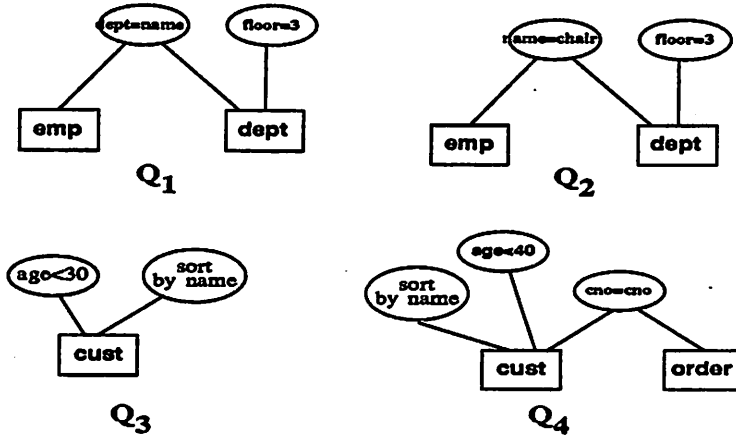 dept=name
floor=3
emp
dept
Q1
name=chair
floor=3
emp
dept
Q2
age<30
sort
by name
cust
Q3
sort
by name
age<40
cno=cno
cust
order
Q4